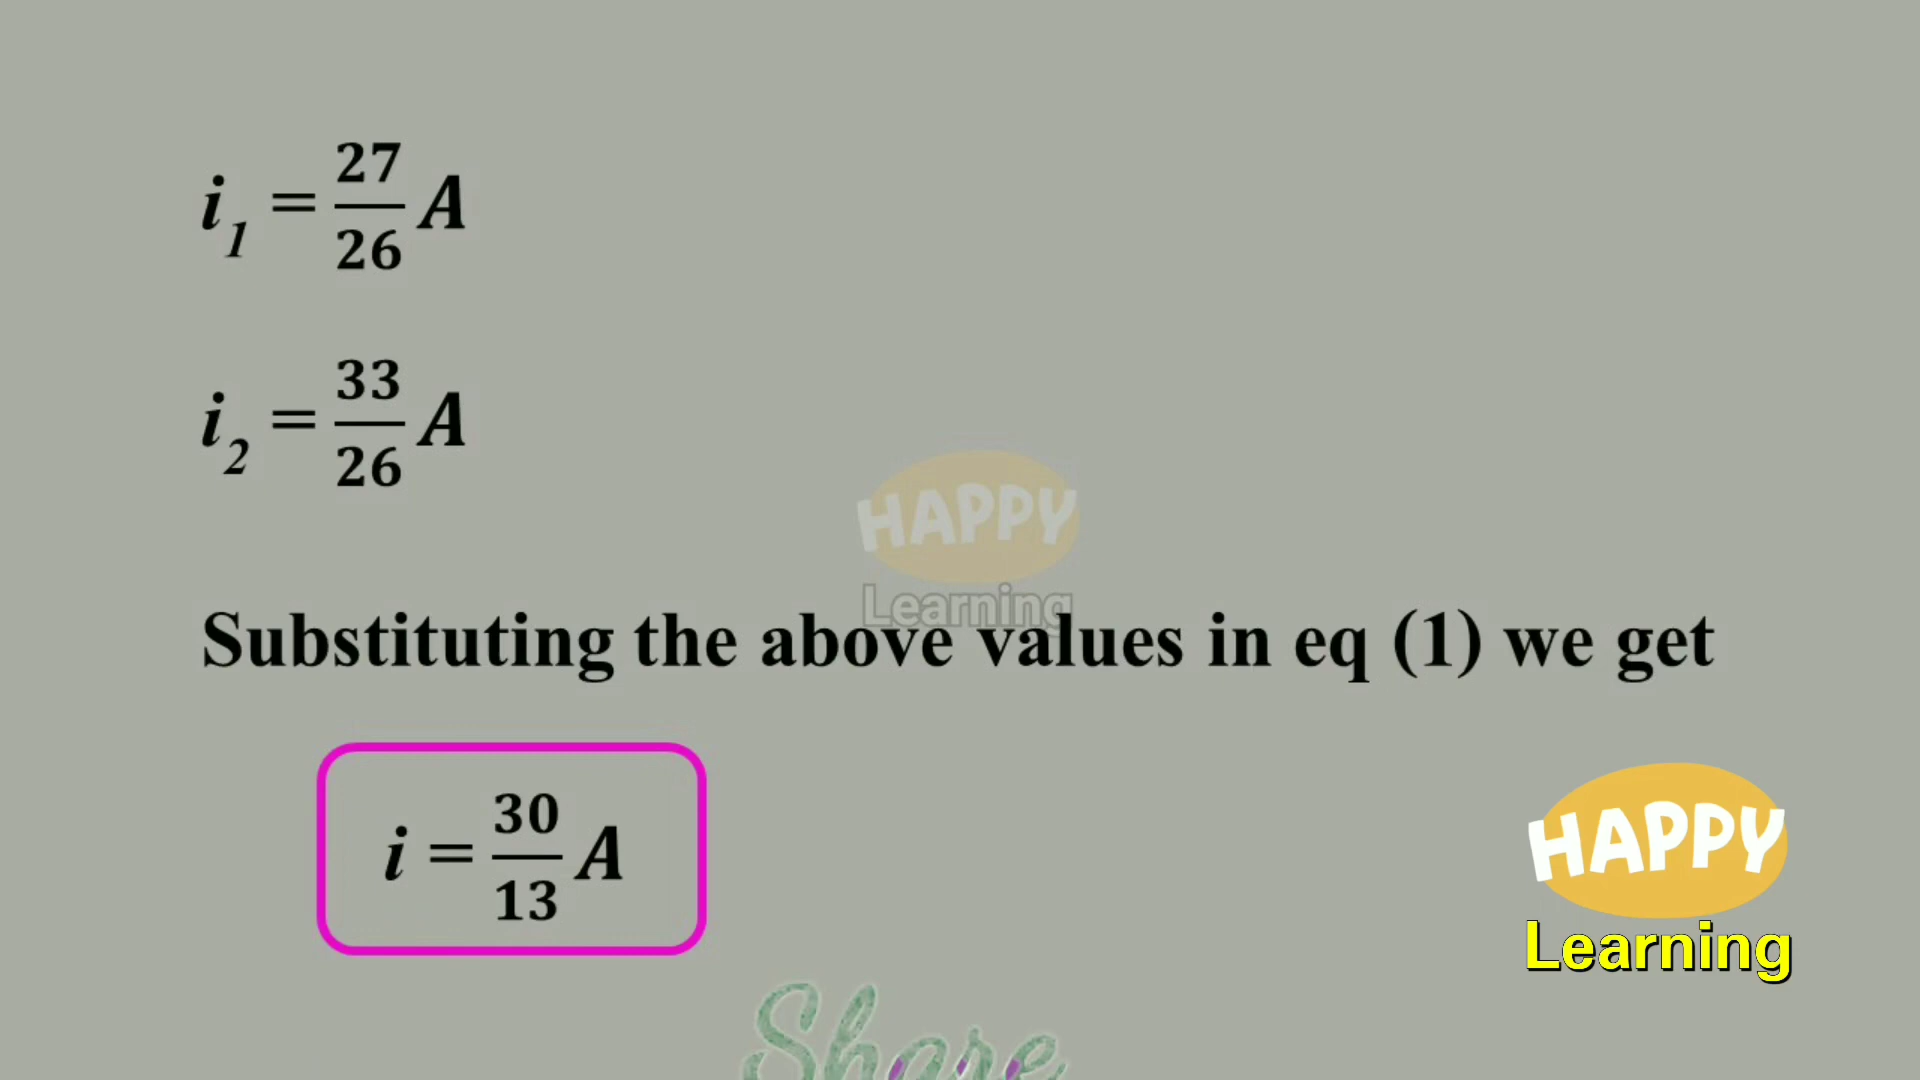 i₁ = 27/26 A
i₂ = 33/26 A
HAPPY
Learning
Substituting the above values in eq (1) we get
i = 30/13 A
HAPPY
Learning
Share